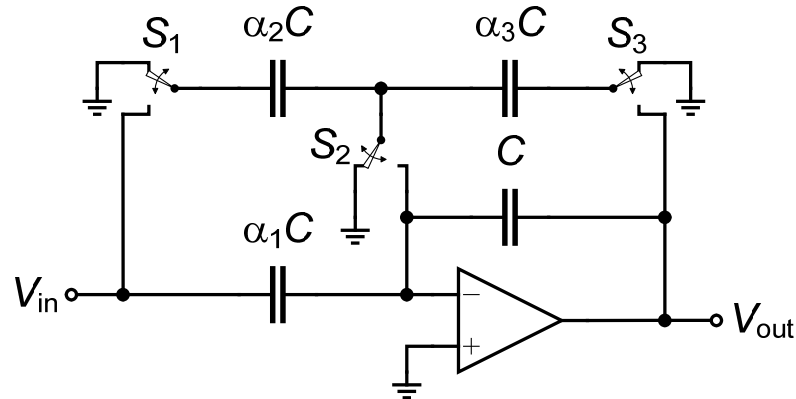 S₁ α₂C α₃C S₃
S₂ C
α₁C
Vin − Vout
+